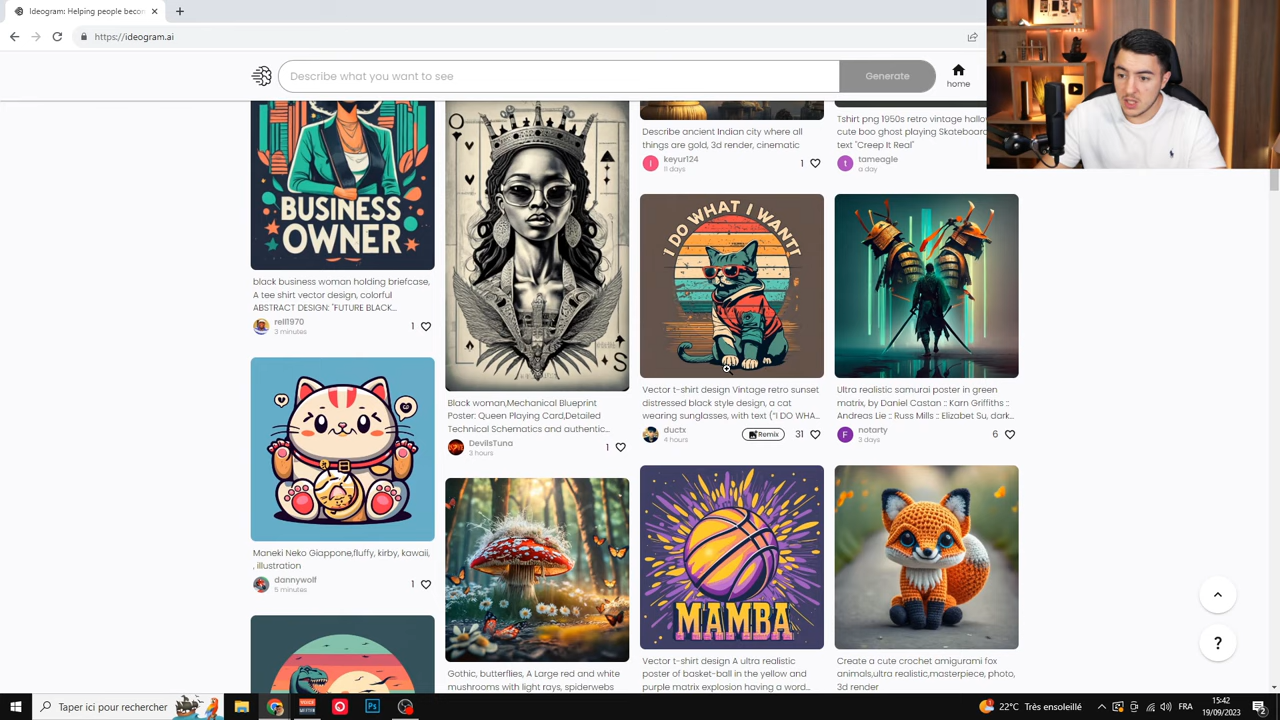 Ideogram: Helping people becom
https://ideogram.ai
Describe what you want to see
Generate
home
BUSINESS
OWNER
black business woman holding briefcase,
A tee shirt vector design, colorful
ABSTRACT DESIGN: "FUTURE BLACK...
rell1970
3 minutes
1
Maneki Neko Giappone,fluffy, kirby, kawaii,
, illustration
dannywolf
5 minutes
1
Q
S
Black woman,Mechanical Blueprint
Poster: Queen Playing Card,Detailed
Technical Schematics and authentic...
DevilsTuna
3 hours
1
Gothic, butterflies, A Large red and white
mushrooms with light rays, spiderwebs
Describe ancient Indian city where all
things are gold, 3d render, cinematic
keyur124
11 days
1
I DO WHAT I WANT!
Vector t-shirt design Vintage retro sunset
distressed black style design, a cat
wearing sunglasses, with text ("I DO WHA...
ductx
4 hours
Remix
31
MAMBA
Vector t-shirt design A ultra realistic
poster of basket-ball in the yellow and
purple matrix explosion having a word...
Tshirt png 1950s retro vintage hallo
cute boo ghost playing Skateboard
text "Creep It Real"
tameagle
a day
Ultra realistic samurai poster in green
matrix, by Daniel Castan :: Karn Griffiths ::
Andreas Lie :: Russ Mills :: Elizabet Su, dark...
notarty
3 days
6
Create a cute crochet amigurami fox
animals,ultra realistic,masterpiece, photo,
3d render
?
Taper ici pour rechercher
22°C Très ensoleillé
FRA
15:42
19/09/2023
2